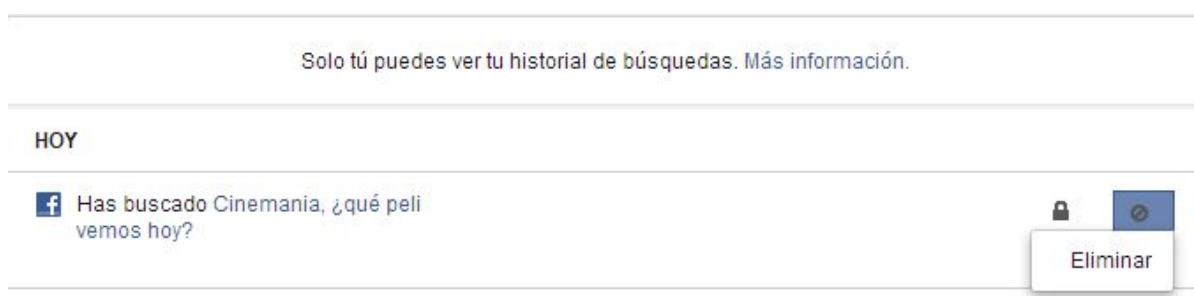 Solo tú puedes ver tu historial de búsquedas. Más información.
HOY
Has buscado Cinemania, ¿qué peli
vemos hoy?
Eliminar